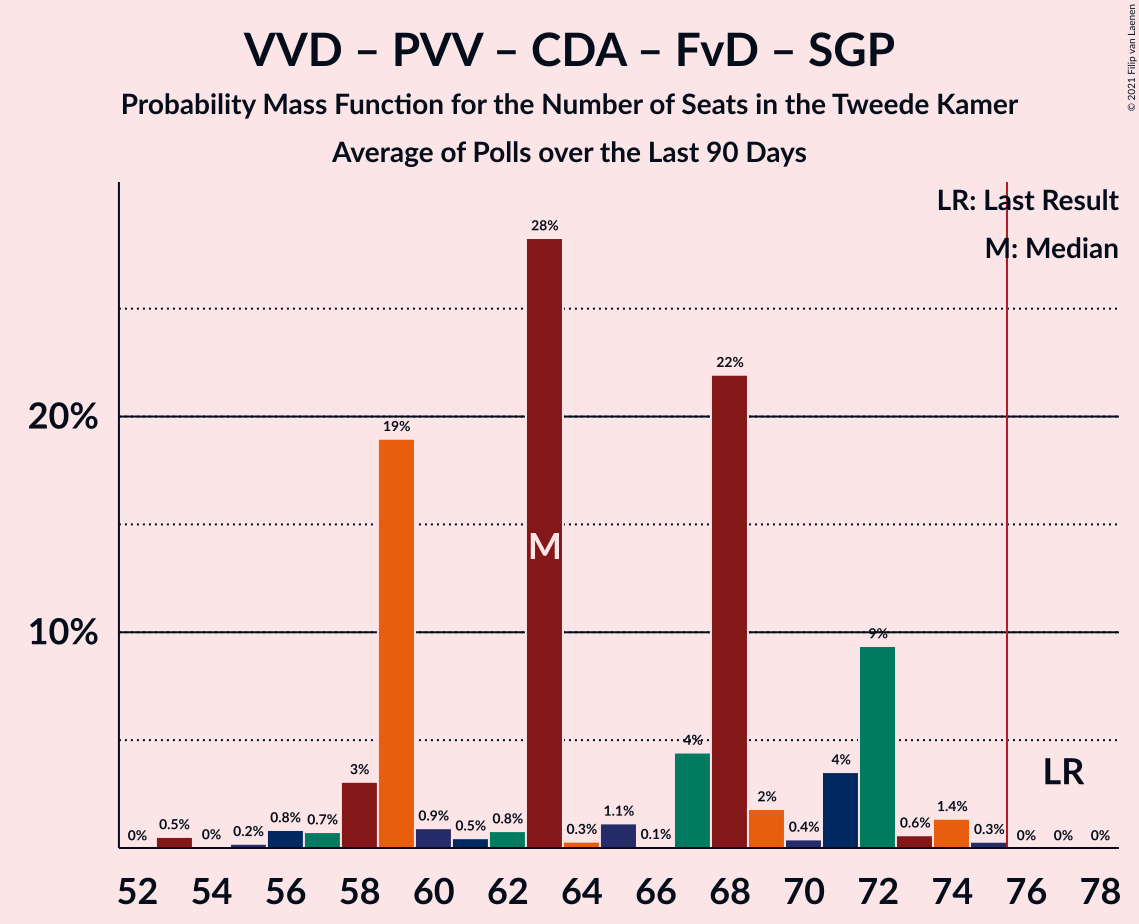 VVD – PVV – CDA – FvD – SGP
Probability Mass Function for the Number of Seats in the Tweede Kamer
Average of Polls over the Last 90 Days
© 2021 Filip van Laenen
LR: Last Result
M: Median
20%
10%
0% 0.5% 0% 0.2% 0.8% 0.7% 3% 19% 0.9% 0.5% 0.8% 28% 0.3% 1.1% 0.1% 4% 22% 2% 0.4% 4% 9% 0.6% 1.4% 0.3% 0% 0% 0%
M
LR
52 54 56 58 60 62 64 66 68 70 72 74 76 78